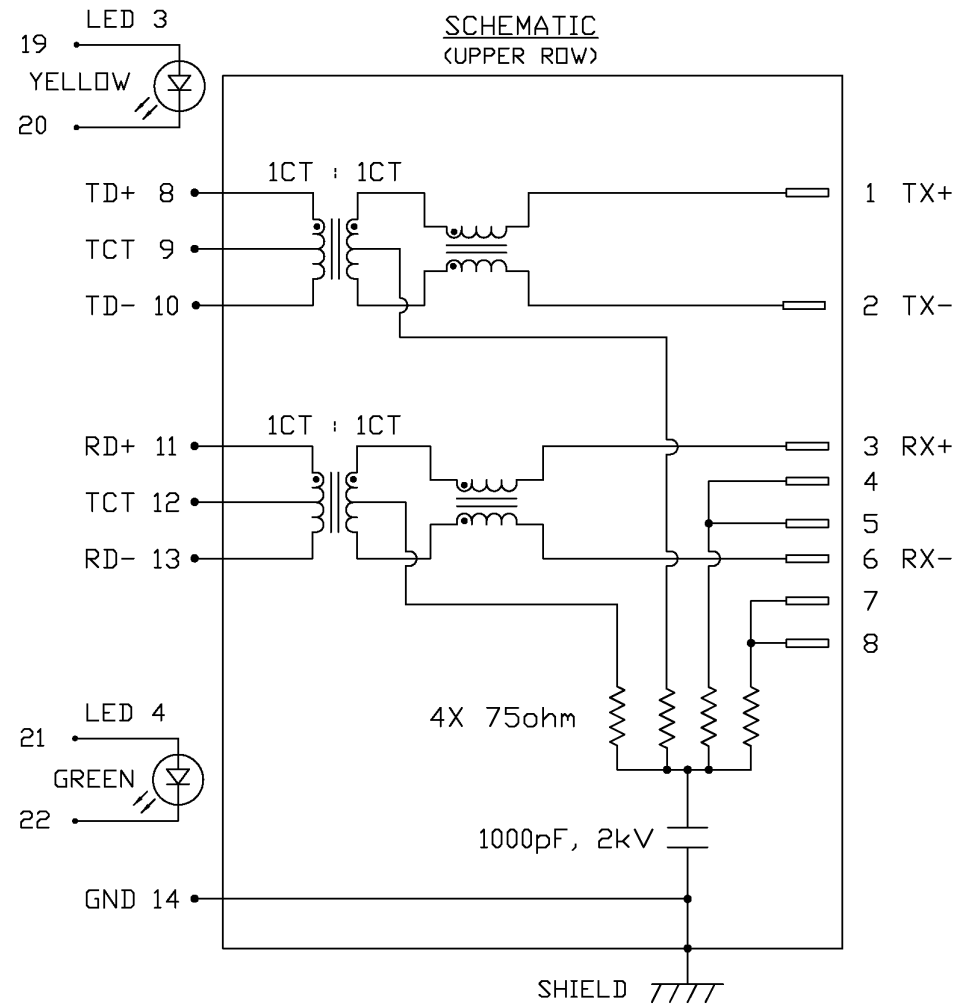 SCHEMATIC
(UPPER ROW)
LED 3
19
YELLOW
20
1CT : 1CT
TD+ 8
1 TX+
TCT 9
TD- 10
2 TX-
1CT : 1CT
RD+ 11
3 RX+
4
TCT 12
5
RD- 13
6 RX-
7
8
LED 4
4X 75ohm
21
GREEN
22
1000pF, 2kV
GND 14
SHIELD